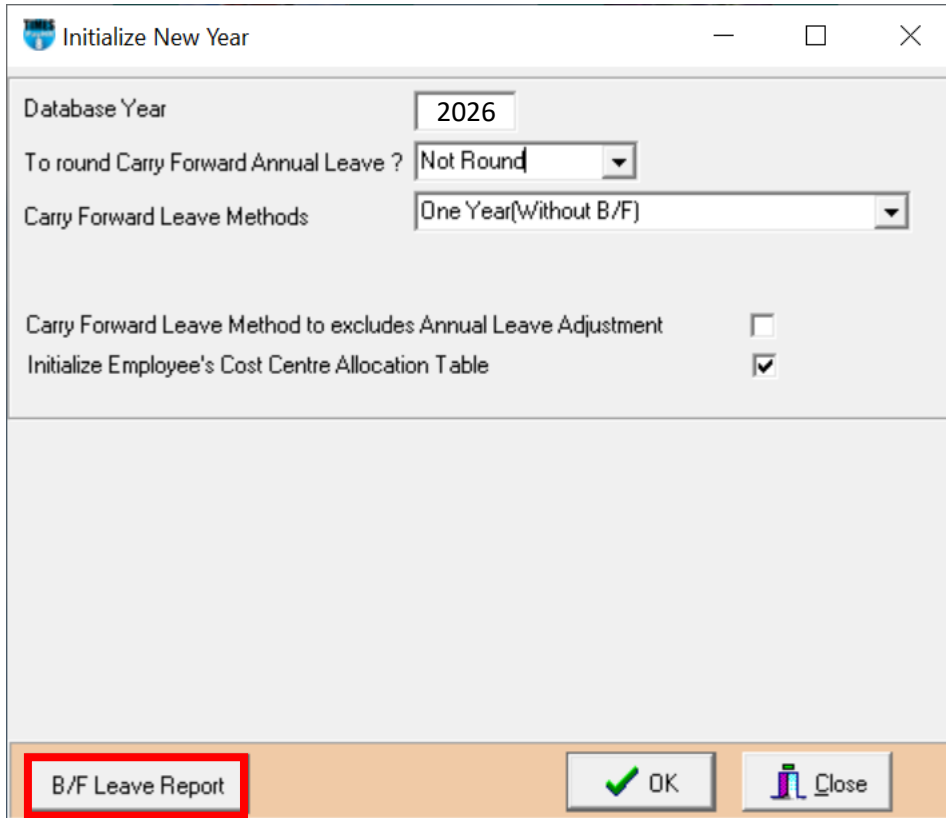 TIMES
Initialize New Year
Database Year 2026
To round Carry Forward Annual Leave ? Not Round
Carry Forward Leave Methods One Year(Without B/F)
Carry Forward Leave Method to excludes Annual Leave Adjustment
Initialize Employee's Cost Centre Allocation Table
B/F Leave Report OK Close